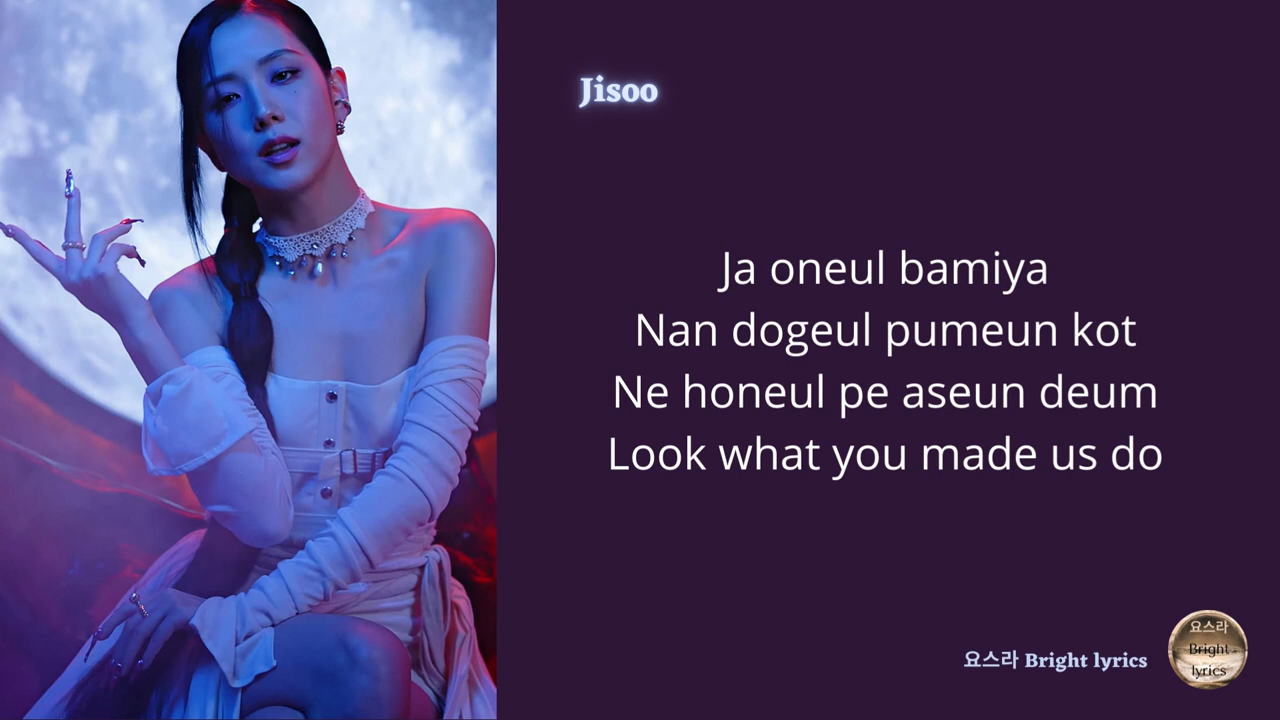 Jisoo
Ja oneul bamiya
Nan dogeul pumeun kot
Ne honeul pe aseun deum
Look what you made us do
요스라 Bright lyrics
요스라
Bright
lyrics